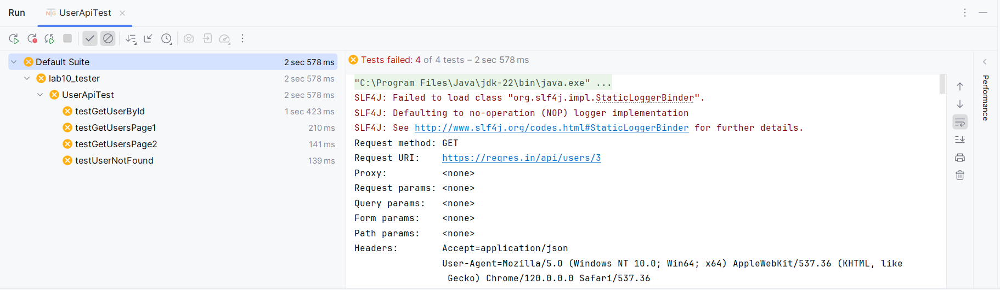 Run UserApiTest
Default Suite 2 sec 578 ms
lab10_tester 2 sec 578 ms
UserApiTest 2 sec 578 ms
testGetUserById 1 sec 423 ms
testGetUsersPage1 210 ms
testGetUsersPage2 141 ms
testUserNotFound 139 ms
Tests failed: 4 of 4 tests – 2 sec 578 ms
"C:\Program Files\Java\jdk-22\bin\java.exe" ...
SLF4J: Failed to load class "org.slf4j.impl.StaticLoggerBinder".
SLF4J: Defaulting to no-operation (NOP) logger implementation
SLF4J: See http://www.slf4j.org/codes.html#StaticLoggerBinder for further details.
Request method: GET
Request URI: https://reqres.in/api/users/3
Proxy: <none>
Request params: <none>
Query params: <none>
Form params: <none>
Path params: <none>
Headers: Accept=application/json
User-Agent=Mozilla/5.0 (Windows NT 10.0; Win64; x64) AppleWebKit/537.36 (KHTML, like
Gecko) Chrome/120.0.0.0 Safari/537.36
Performance